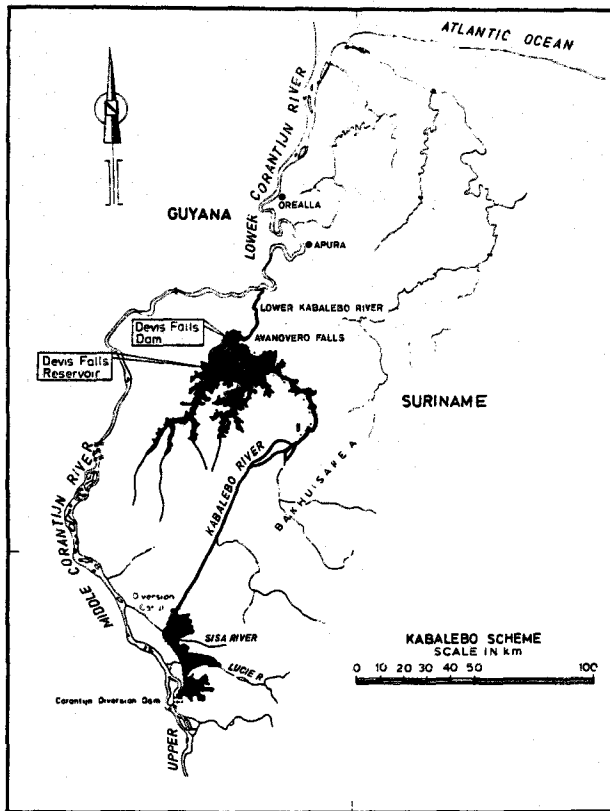 ATLANTIC OCEAN
N
LOWER CORANTIJN RIVER
GUYANA
OREALLA
APURA
LOWER KABALEBO RIVER
Devis Falls
Dam
AVANOVERO FALLS
Devis Falls
Reservoir
SURINAME
KABALEBO RIVER
BAKHUIS AREA
MIDDLE CORANTIJN RIVER
Diversion
SISA RIVER
LUCIE R.
KABALEBO SCHEME
SCALE IN km
0 10 20 30 40 50 100
Corantijn Diversion Dam
UPPER